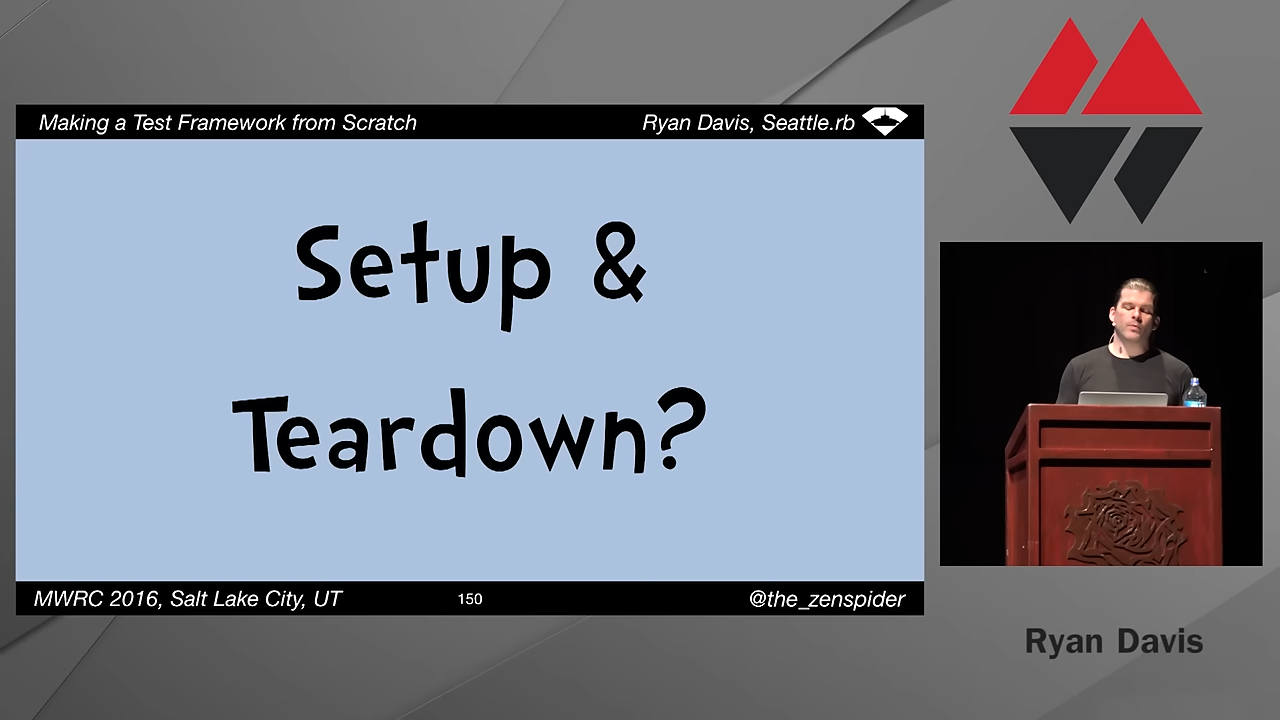 Making a Test Framework from Scratch
Ryan Davis, Seattle.rb
Setup &
Teardown?
MWRC 2016, Salt Lake City, UT
150
@the_zenspider
Ryan Davis